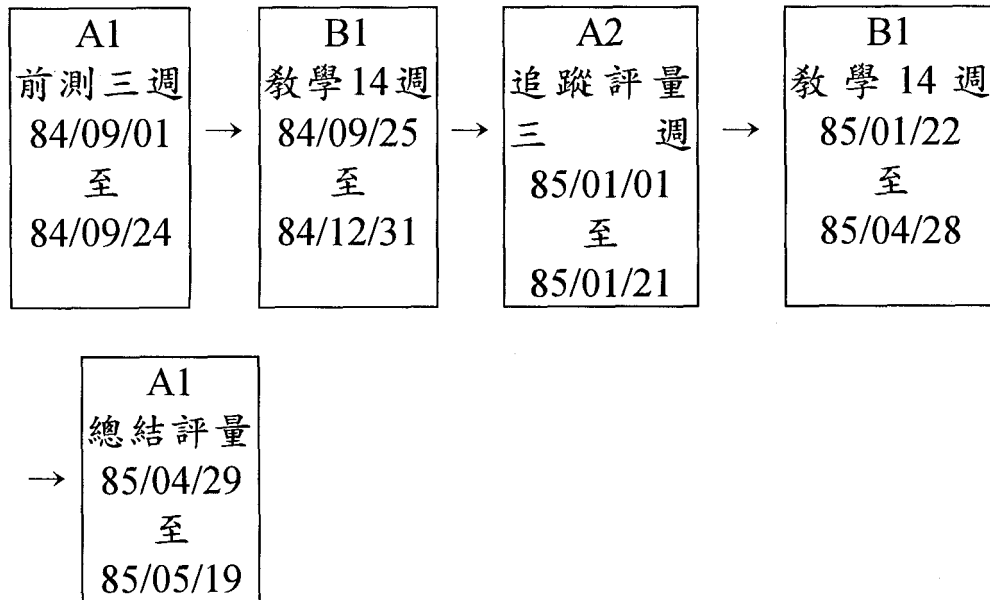 A1
前測三週
84/09/01
至
84/09/24
→
B1
教學14週
84/09/25
至
84/12/31
→
A2
追蹤評量
三 週
85/01/01
至
85/01/21
→
B1
教學 14 週
85/01/22
至
85/04/28
→
A1
總結評量
85/04/29
至
85/05/19